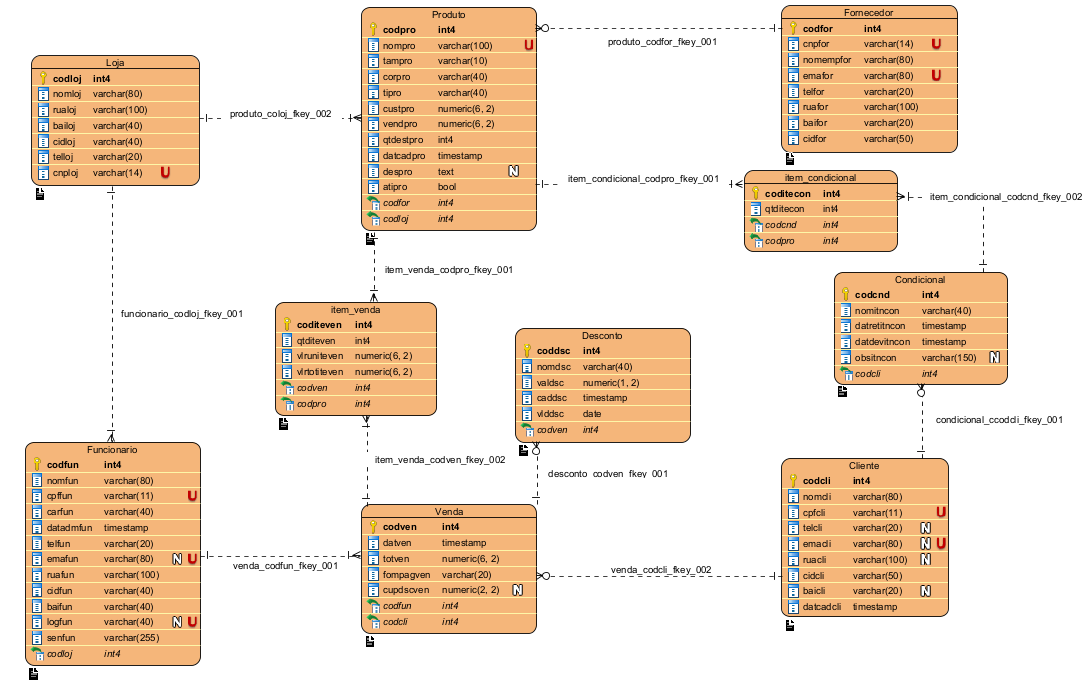 Loja
codloj int4
nomloj varchar(80)
rualoj varchar(100)
bailoj varchar(40)
cidloj varchar(40)
telloj varchar(20)
cnploj varchar(14) U
produto_coloj_fkey_002
Produto
codpro int4
nompro varchar(100) U
tampro varchar(10)
corpro varchar(40)
tipro varchar(40)
custpro numeric(6, 2)
vendpro numeric(6, 2)
qtdestpro int4
datcadpro timestamp
despro text N
atipro bool
codfor int4
codloj int4
produto_codfor_fkey_001
Fornecedor
codfor int4
cnpfor varchar(14) U
nomempfor varchar(80)
emafor varchar(80) U
telfor varchar(20)
ruafor varchar(100)
baifor varchar(20)
cidfor varchar(50)
item_condicional_codpro_fkey_001
item_condicional
coditecon int4
qtditecon int4
codcnd int4
codpro int4
item_condicional_codcnd_fkey_002
Condicional
codcnd int4
nomitncon varchar(40)
datretitncon timestamp
datdevitncon timestamp
obsitncon varchar(150) N
codcli int4
item_venda_codpro_fkey_001
funcionario_codloj_fkey_001
item_venda
coditeven int4
qtditeven int4
vlruniteven numeric(6, 2)
vlrtotiteven numeric(6, 2)
codven int4
codpro int4
Desconto
coddsc int4
nomdsc varchar(40)
valdsc numeric(1, 2)
caddsc timestamp
vlddsc date
codven int4
condicional_ccodcli_fkey_001
item_venda_codven_fkey_002
desconto_codven_fkey_001
Funcionario
codfun int4
nomfun varchar(80)
cpffun varchar(11) U
carfun varchar(40)
datadmfun timestamp
telfun varchar(20)
emafun varchar(80) N U
ruafun varchar(100)
cidfun varchar(40)
baifun varchar(40)
logfun varchar(40) N U
senfun varchar(255)
codloj int4
venda_codfun_fkey_001
Venda
codven int4
datven timestamp
totven numeric(6, 2)
fompagven varchar(20)
cupdscven numeric(2, 2) N
codfun int4
codcli int4
venda_codcli_fkey_002
Cliente
codcli int4
nomcli varchar(80)
cpfcli varchar(11) U
telcli varchar(20) N
emacli varchar(80) N U
ruacli varchar(100) N
cidcli varchar(50)
baicli varchar(20) N
datcadcli timestamp